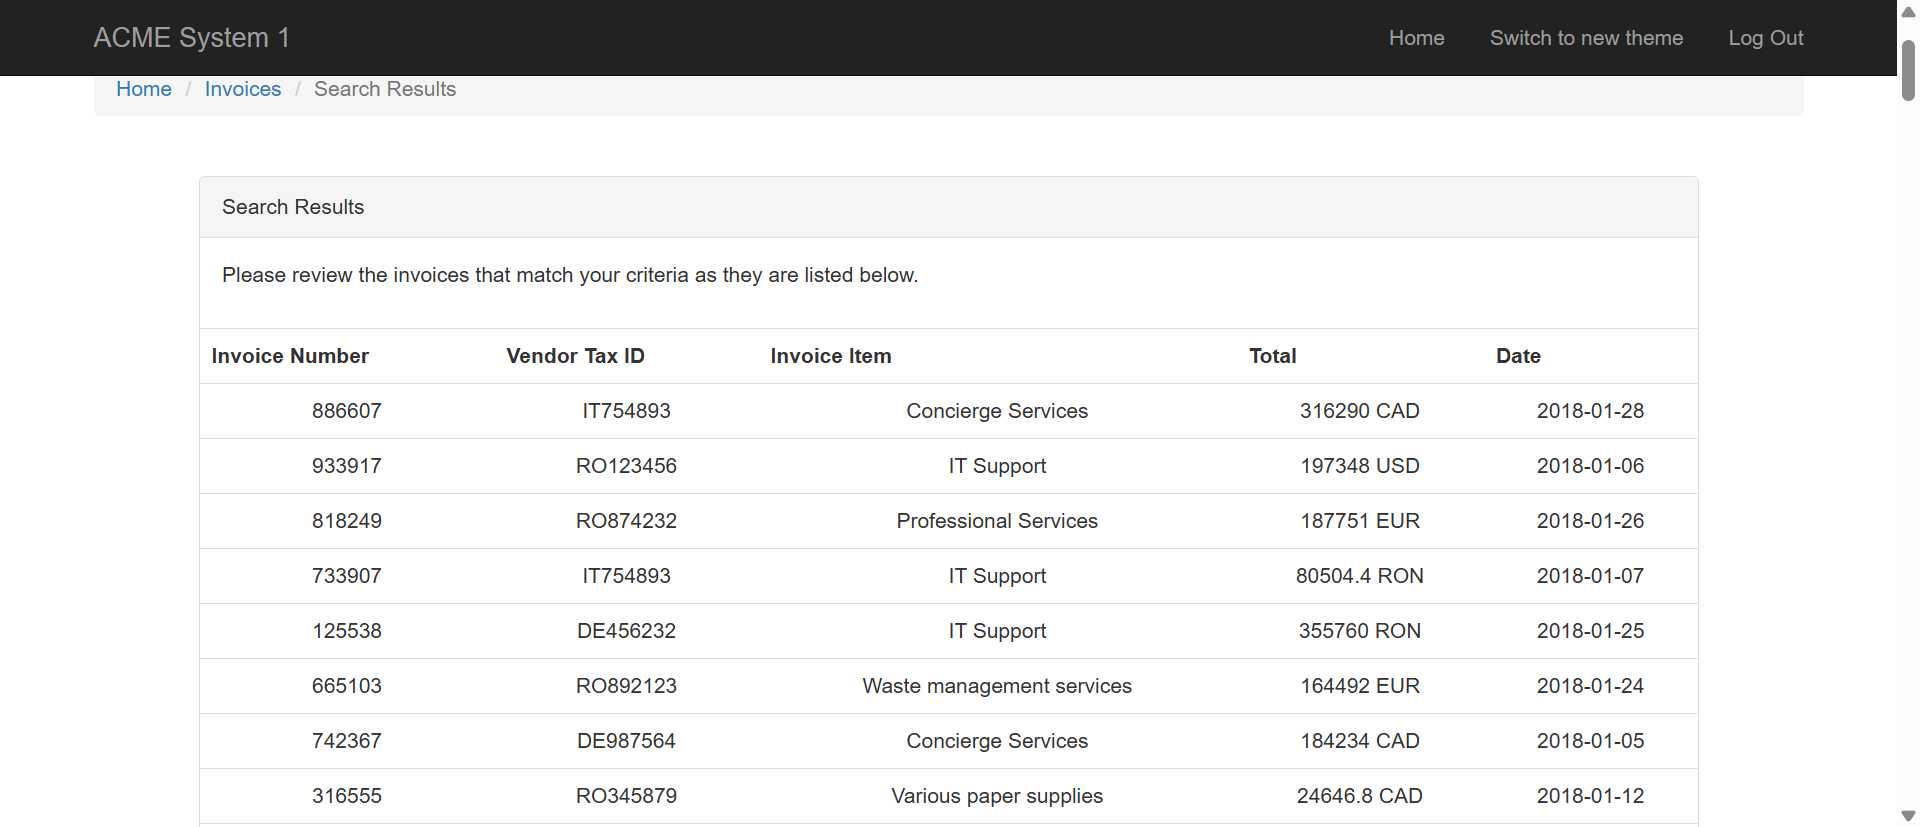 ACME System 1 Home Switch to new theme Log Out
Home / Invoices / Search Results
Search Results
Please review the invoices that match your criteria as they are listed below.
Invoice Number Vendor Tax ID Invoice Item Total Date
886607 IT754893 Concierge Services 316290 CAD 2018-01-28
933917 RO123456 IT Support 197348 USD 2018-01-06
818249 RO874232 Professional Services 187751 EUR 2018-01-26
733907 IT754893 IT Support 80504.4 RON 2018-01-07
125538 DE456232 IT Support 355760 RON 2018-01-25
665103 RO892123 Waste management services 164492 EUR 2018-01-24
742367 DE987564 Concierge Services 184234 CAD 2018-01-05
316555 RO345879 Various paper supplies 24646.8 CAD 2018-01-12